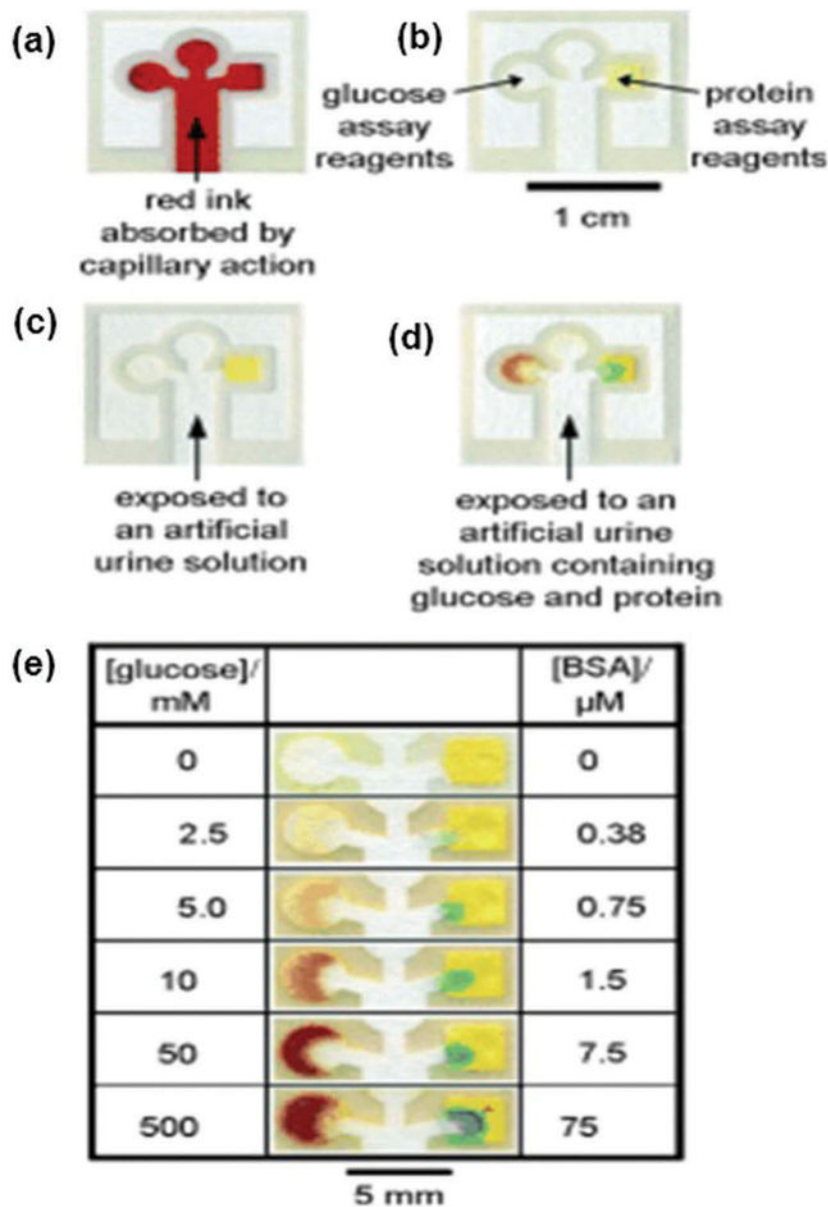 (a)
red ink
absorbed by
capillary action
(b)
glucose
assay
reagents
protein
assay
reagents
1 cm
(c)
exposed to
an artificial
urine solution
(d)
exposed to an
artificial urine
solution containing
glucose and protein
(e)
[glucose]/
mM
[BSA]/
µM
0
0
2.5
0.38
5.0
0.75
10
1.5
50
7.5
500
75
5 mm